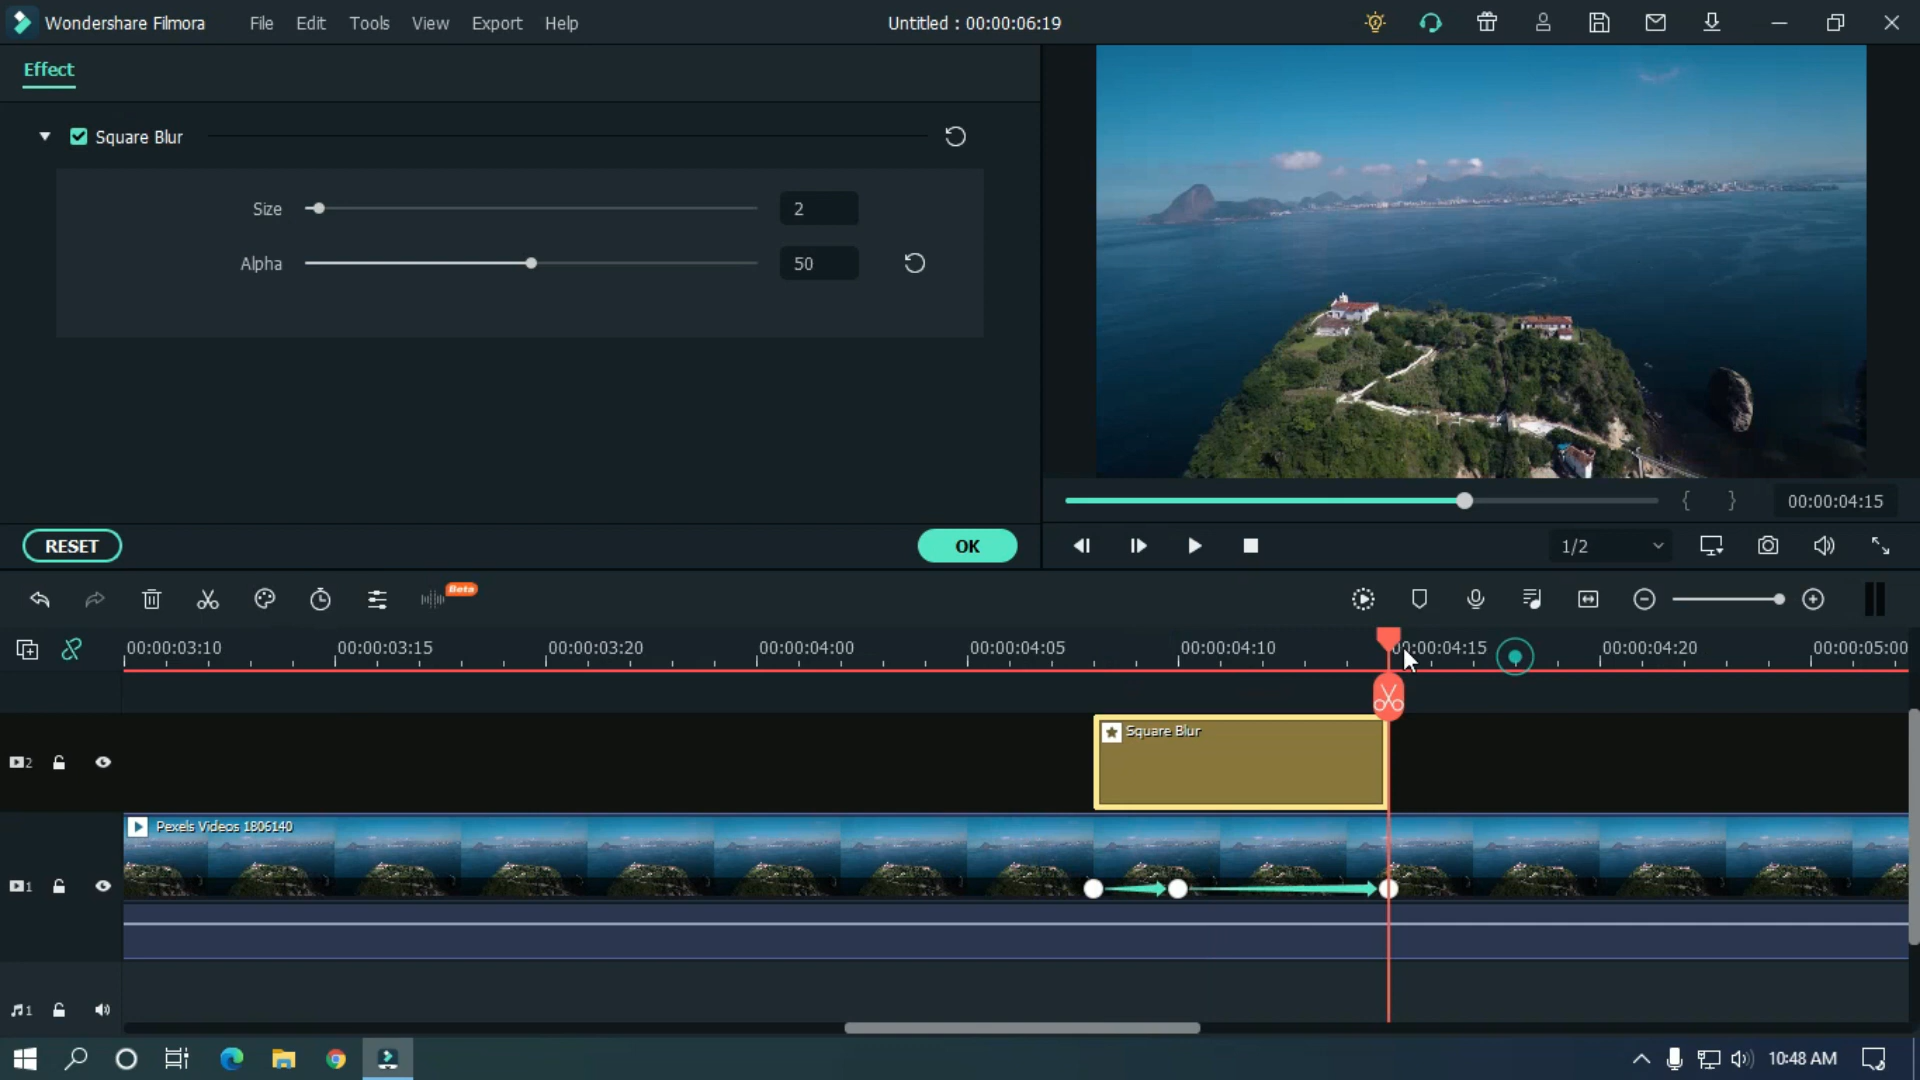 Wondershare Filmora
File Edit Tools View Export Help
Untitled : 00:00:06:19
Effect
Square Blur
Size 2
Alpha 50
00:00:04:15
RESET
OK
1/2
Beta
00:00:03:10 00:00:03:15 00:00:03:20 00:00:04:00 00:00:04:05 00:00:04:10 00:00:04:15 00:00:04:20 00:00:05:00
Square Blur
2
Pexels Videos 1806140
1
1
10:48 AM